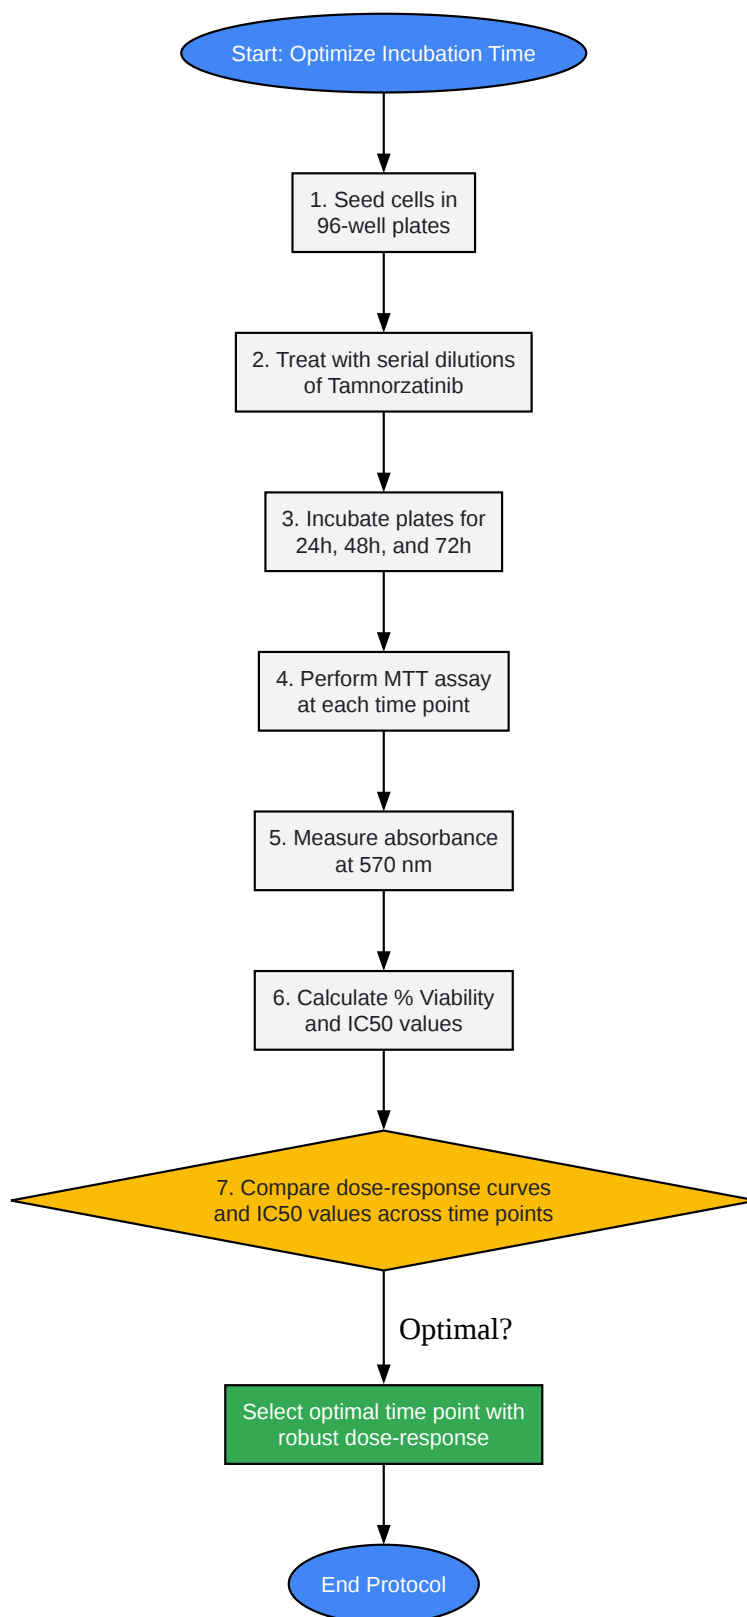 Start: Optimize Incubation Time
1. Seed cells in
96-well plates
2. Treat with serial dilutions
of Tamnorzatinib
3. Incubate plates for
24h, 48h, and 72h
4. Perform MTT assay
at each time point
5. Measure absorbance
at 570 nm
6. Calculate % Viability
and IC50 values
7. Compare dose-response curves
and IC50 values across time points
Optimal?
Select optimal time point with
robust dose-response
End Protocol